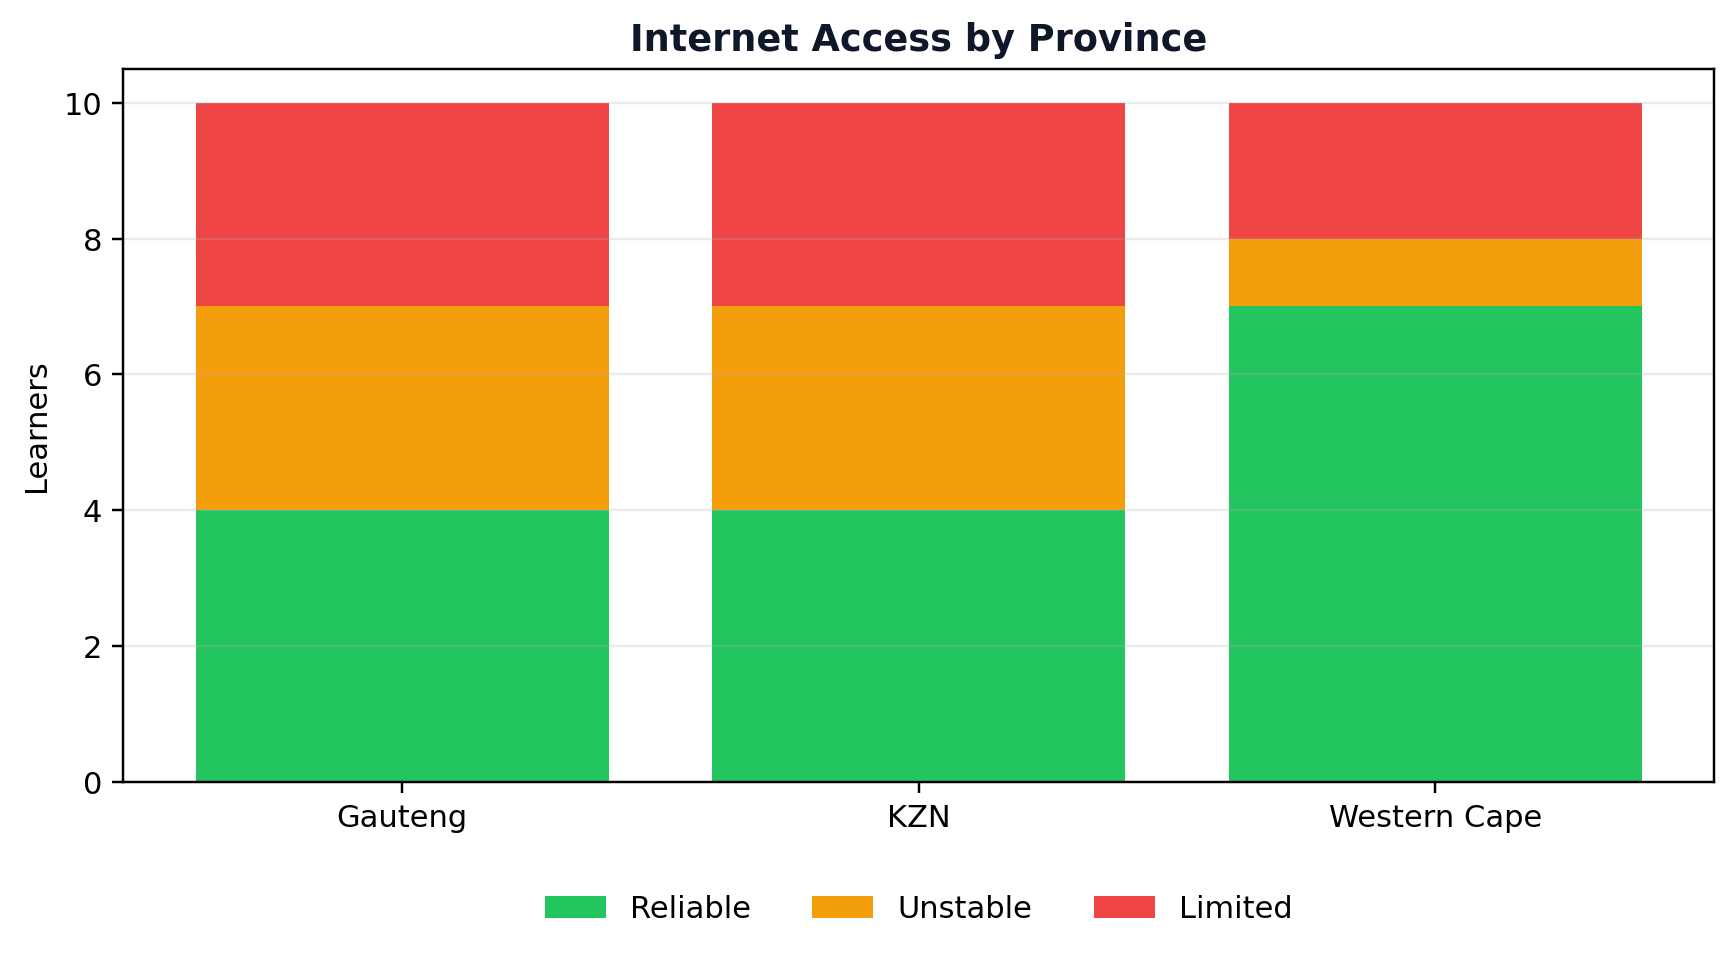 Internet Access by Province
10
8
6
4
2
0
Learners
Gauteng KZN Western Cape
Reliable Unstable Limited